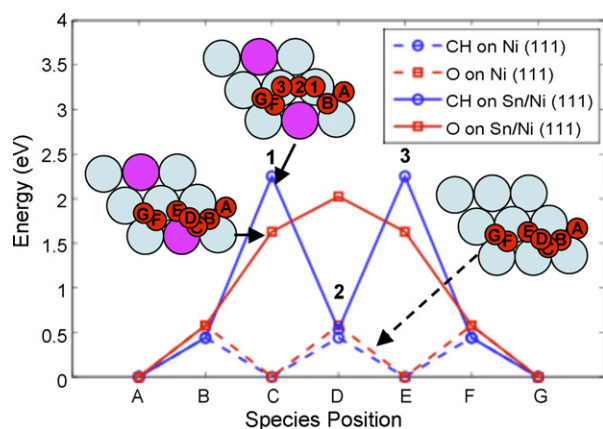 4
3.5
3
2.5
2
1.5
1
0.5
0
Energy (eV)
A B C D E F G
Species Position
CH on Ni (111)
O on Ni (111)
CH on Sn/Ni (111)
O on Sn/Ni (111)
G F 3 2 1 B A
1
3
2
G F E D C B A
G F E D C B A